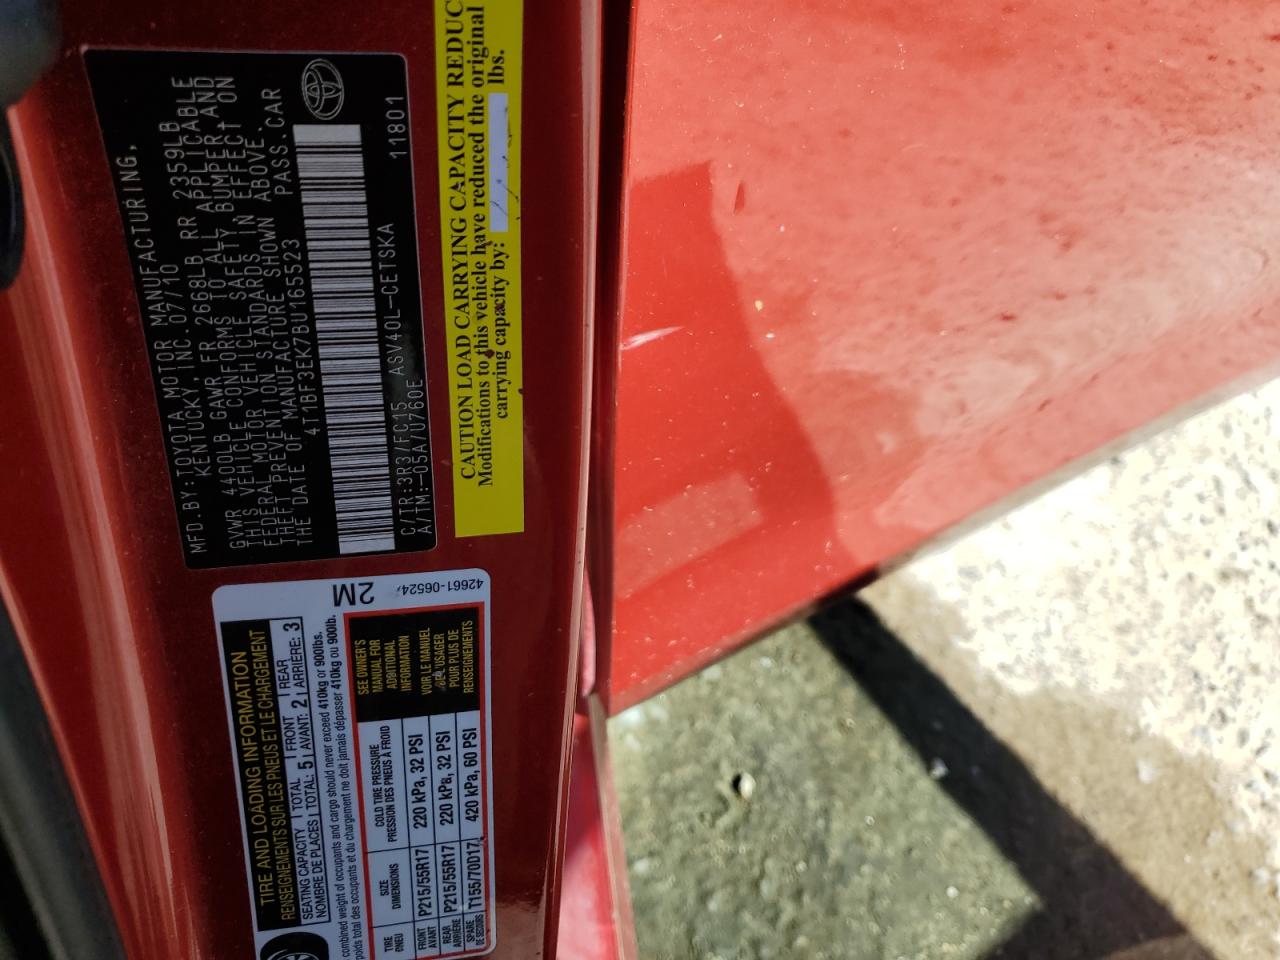 MFD.BY:TOYOTA MOTOR MANUFACTURING,
KENTUCKY, INC.07/10
GVWR 4400LB GAWR FR 2668LB RR 2359LB
THIS VEHICLE CONFORMS TO ALL APPLICABLE
FEDERAL MOTOR VEHICLE SAFETY, BUMPER AND
THEFT PREVENTION STANDARDS IN EFFECT ON
THE DATE OF MANUFACTURE SHOWN ABOVE.
4T1BF3EK7BU165523 PASS.CAR
C/TR:3R3/FC15 ASV40L-CETSKA
A/TM:-05A/U760E 11801
CAUTION LOAD CARRYING CAPACITY REDUC
Modifications to this vehicle have reduced the original
carrying capacity by: lbs.
TIRE AND LOADING INFORMATION
RENSEIGNEMENTS SUR LES PNEUS ET LE CHARGEMENT
SEATING CAPACITY | TOTAL | FRONT | REAR
NOMBRE DE PLACES | TOTAL: 5 | AVANT: 2 | ARRIÈRE: 3
combined weight of occupants and cargo should never exceed 410kg or 900lbs.
poids total des occupants et du chargement ne doit jamais dépasser 410kg ou 900lb.
2M
42661-06524
TIRE SIZE COLD TIRE PRESSURE
PNEU DIMENSIONS PRESSION DES PNEUS À FROID
FRONT AVANT P215/55R17 220 kPa, 32 PSI
REAR ARRIÈRE P215/55R17 220 kPa, 32 PSI
SPARE DE SECOURS T155/70D17 420 kPa, 60 PSI
SEE OWNER'S
MANUAL FOR
ADDITIONAL
INFORMATION
VOIR LE MANUEL
DE L'USAGER
POUR PLUS DE
RENSEIGNEMENTS